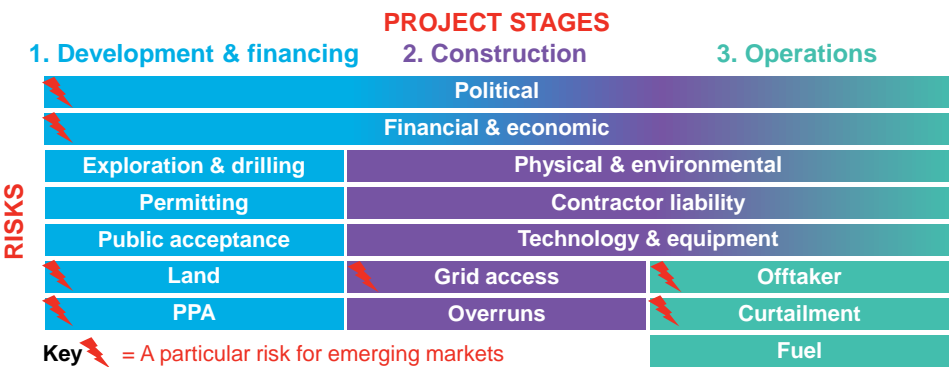 PROJECT STAGES
1. Development & financing 2. Construction 3. Operations
RISKS
Political
Financial & economic
Exploration & drilling Physical & environmental
Permitting Contractor liability
Public acceptance Technology & equipment
Land Grid access Offtaker
PPA Overruns Curtailment
Key = A particular risk for emerging markets Fuel